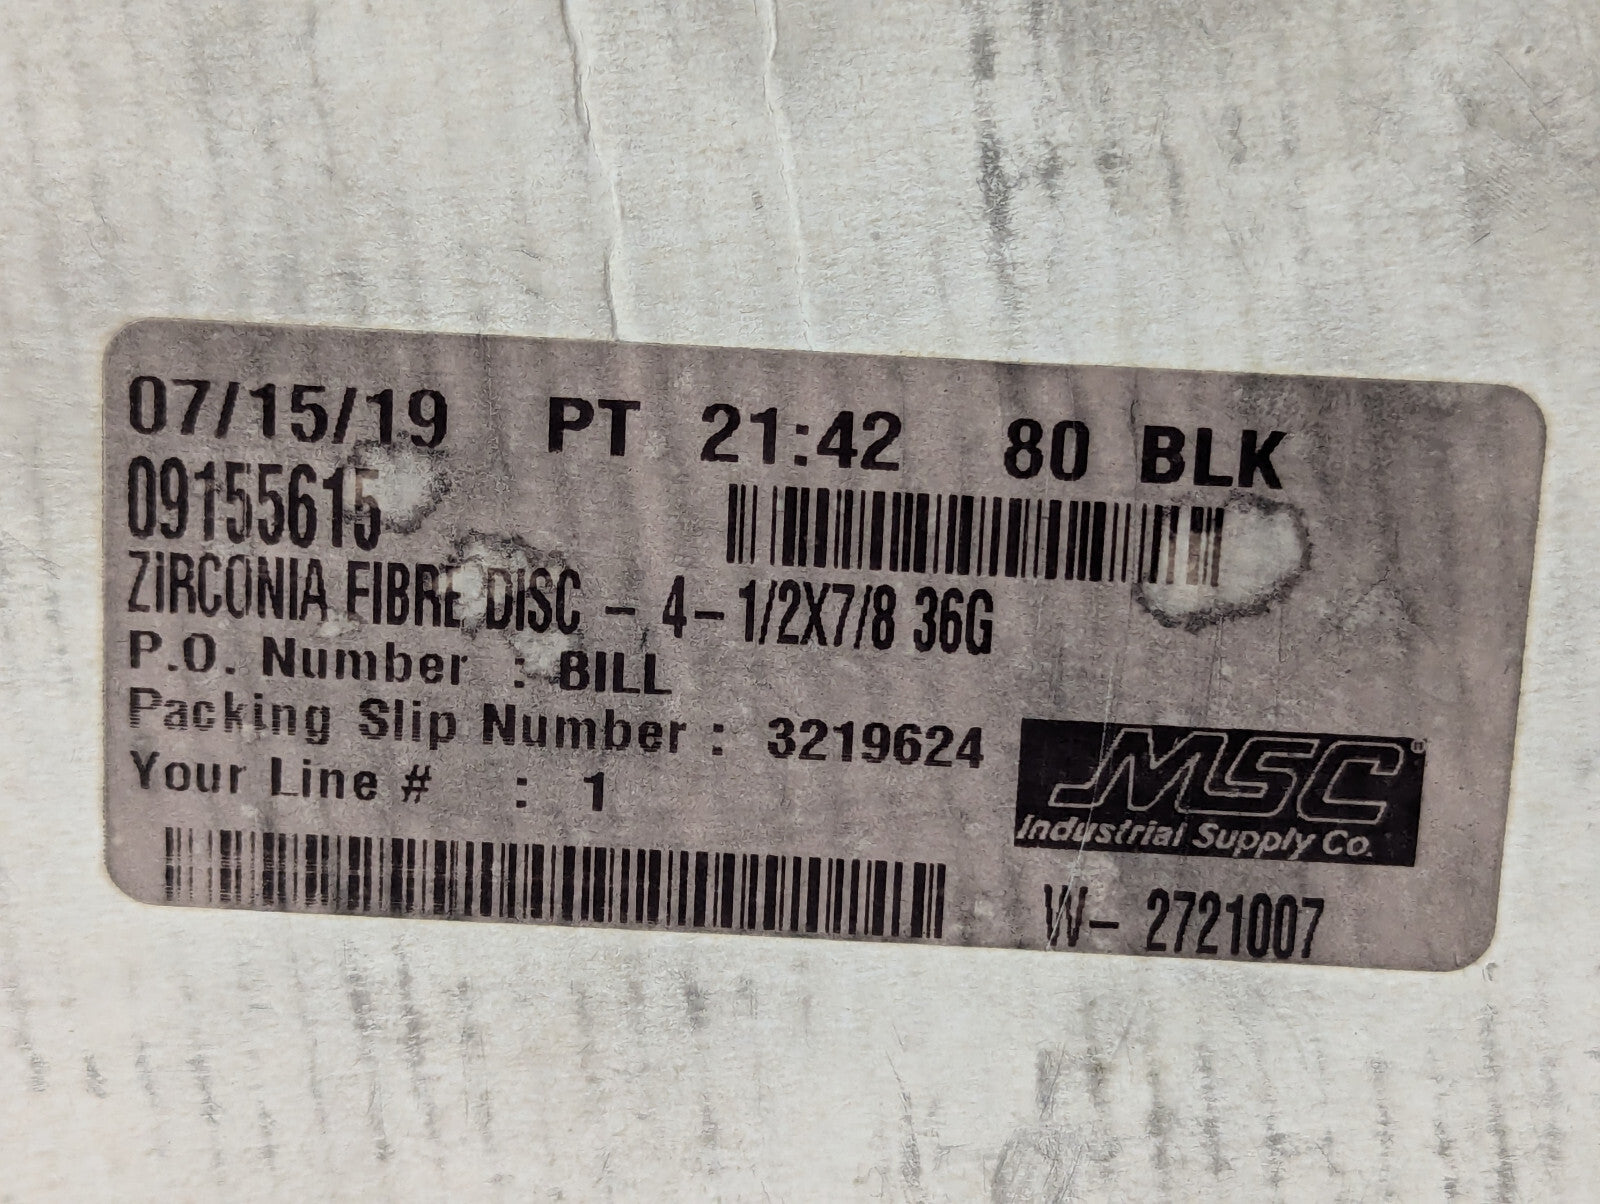 07/15/19 PT 21:42 80 BLK
09155615
ZIRCONIA FIBRE DISC - 4-1/2X7/8 36G
P.O. Number : BILL
Packing Slip Number : 3219624
Your Line # : 1
MSC®
Industrial Supply Co.
W- 2721007